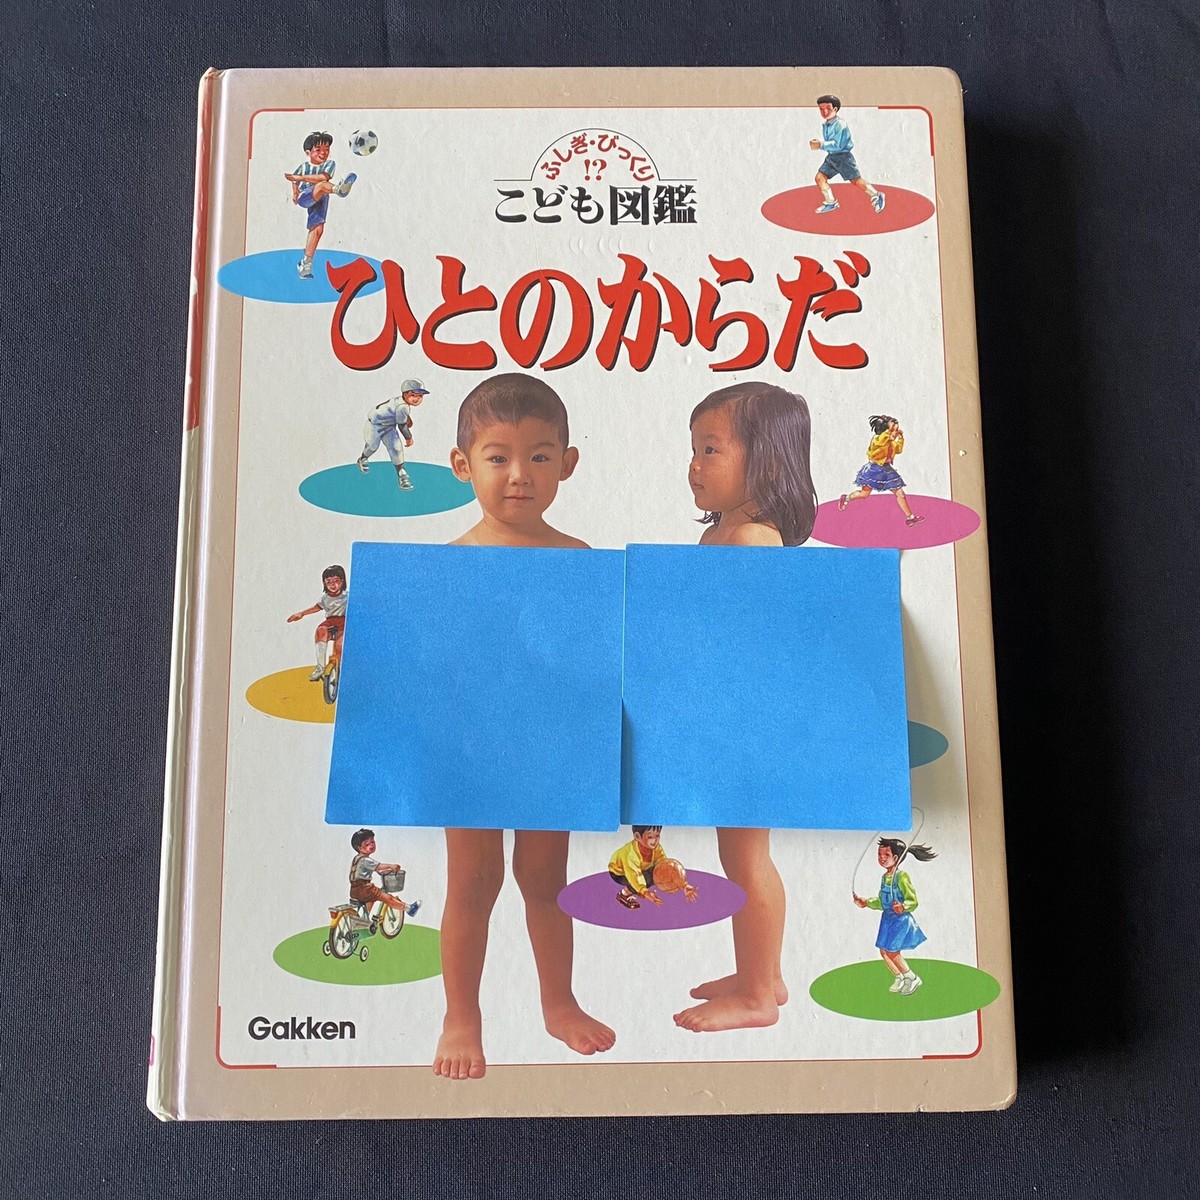 ふしぎ・びっくり
!?
こども図鑑
ひとのからだ
Gakken